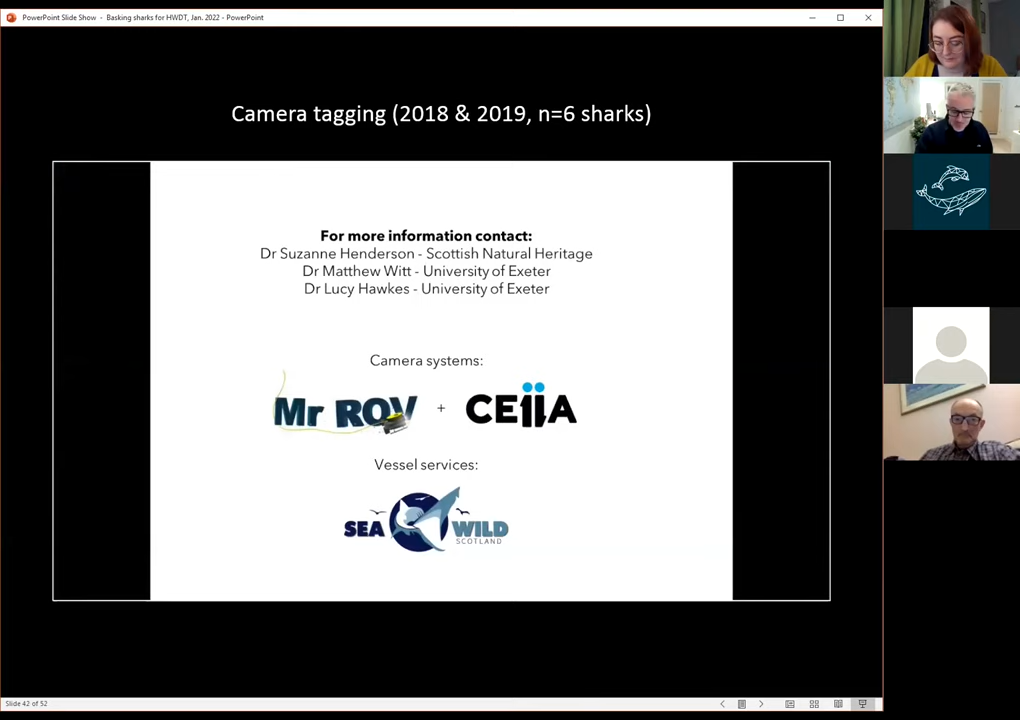 PowerPoint Slide Show - Basking sharks for HWDT, Jan. 2022 - PowerPoint
Camera tagging (2018 & 2019, n=6 sharks)
For more information contact:
Dr Suzanne Henderson - Scottish Natural Heritage
Dr Matthew Witt - University of Exeter
Dr Lucy Hawkes - University of Exeter
Camera systems:
Mr ROV + CEiiA
Vessel services:
SEA WILD
SCOTLAND
Slide 42 of 52